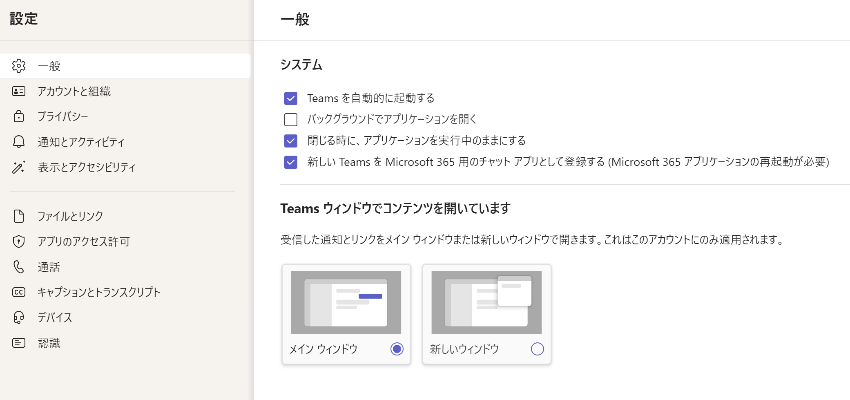 設定
一般
アカウントと組織
プライバシー
通知とアクティビティ
表示とアクセシビリティ
ファイルとリンク
アプリのアクセス許可
通話
キャプションとトランスクリプト
デバイス
認識
一般
システム
Teams を自動的に起動する
バックグラウンドでアプリケーションを開く
閉じる時に、アプリケーションを実行中のままにする
新しい Teams を Microsoft 365 用のチャット アプリとして登録する (Microsoft 365 アプリケーションの再起動が必要)
Teams ウィンドウでコンテンツを開いています
受信した通知とリンクをメイン ウィンドウまたは新しいウィンドウで開きます。これはこのアカウントにのみ適用されます。
メイン ウィンドウ
新しいウィンドウ